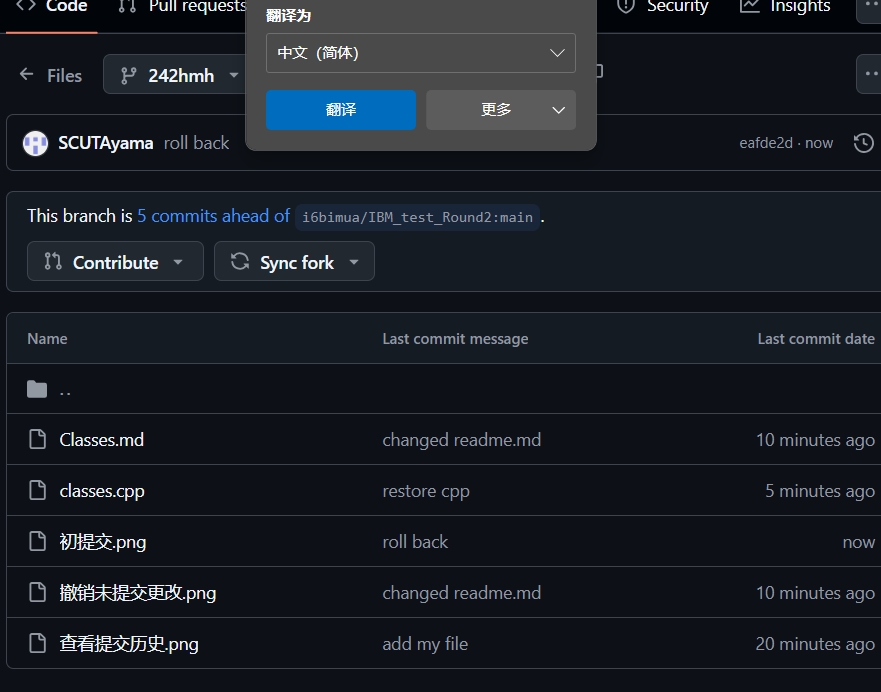 Code Pull requests Security Insights
翻译为
中文（简体）
Files 242hmh
翻译 更多
SCUTAyama roll back eafde2d · now
This branch is 5 commits ahead of i6bimua/IBM_test_Round2:main .
Contribute Sync fork
Name Last commit message Last commit date
..
Classes.md changed readme.md 10 minutes ago
classes.cpp restore cpp 5 minutes ago
初提交.png roll back now
撤销未提交更改.png changed readme.md 10 minutes ago
查看提交历史.png add my file 20 minutes ago